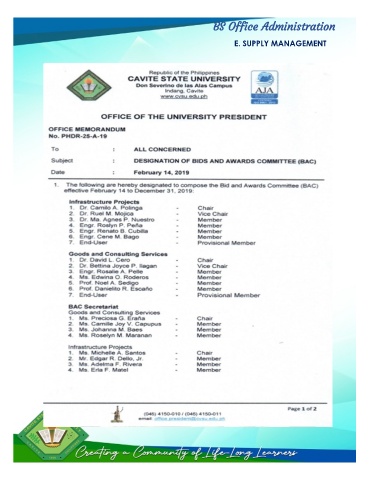 BS Office Administration
E. SUPPLY MANAGEMENT
Republic of the Philippines
CAVITE STATE UNIVERSITY
Don Severino de las Alas Campus
Indang, Cavite
www.cvsu.edu.ph
AJA
OFFICE OF THE UNIVERSITY PRESIDENT
OFFICE MEMORANDUM
No. PHDR-25-A-19
To : ALL CONCERNED
Subject : DESIGNATION OF BIDS AND AWARDS COMMITTEE (BAC)
Date : February 14, 2019
1. The following are hereby designated to compose the Bid and Awards Committee (BAC)
effective February 14 to December 31, 2019:
Infrastructure Projects
1. Dr. Camilo A. Polinga - Chair
2. Dr. Ruel M. Mojica - Vice Chair
3. Dr. Ma. Agnes P. Nuestro - Member
4. Engr. Roslyn P. Peña - Member
5. Engr. Renato B. Cubilla - Member
6. Engr. Cene M. Bago - Member
7. End-User - Provisional Member
Goods and Consulting Services
1. Dr. David L. Cero - Chair
2. Dr. Bettina Joyce P. Ilagan - Vice Chair
3. Engr. Rosalie A. Pelle - Member
4. Ms. Edwina O. Roderos - Member
5. Prof. Noel A. Sedigo - Member
6. Prof. Danielito R. Escaño - Member
7. End-User - Provisional Member
BAC Secretariat
Goods and Consulting Services
1. Ms. Preciosa G. Eraña - Chair
2. Ms. Camille Joy V. Capupus - Member
3. Ms. Johanna M. Baes - Member
4. Ms. Roselyn M. Maranan - Member
Infrastructure Projects
1. Ms. Michelle A. Santos - Chair
2. Mr. Edgar R. Dello, Jr. - Member
3. Ms. Adelma F. Rivera - Member
4. Ms. Erla F. Matel - Member
Page 1 of 2
(046) 4150-010 / (046) 4150-011
email: office.president@cvsu.edu.ph
Creating a Community of Life-Long Learners